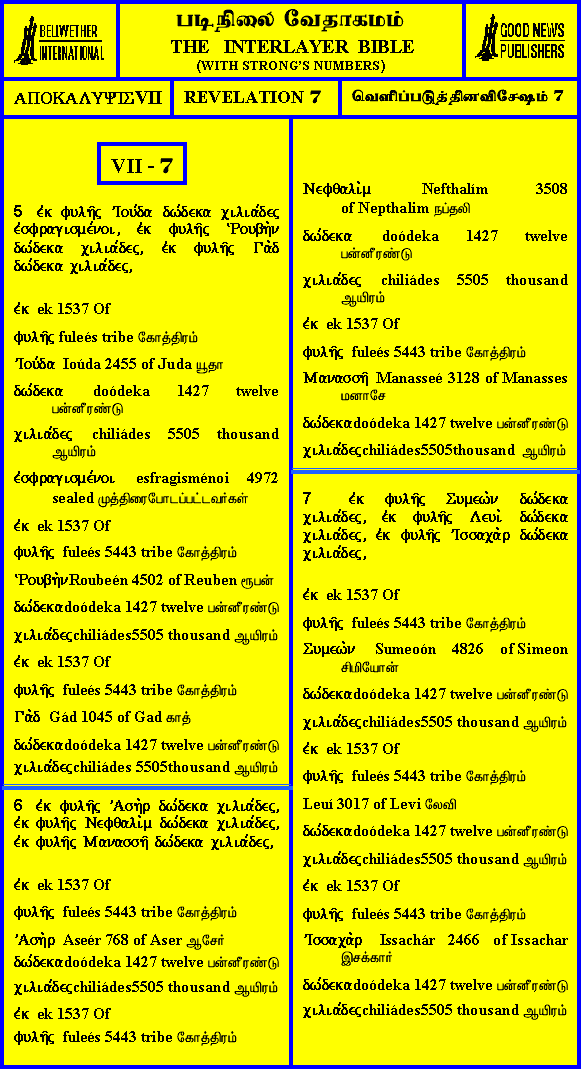 BELLWETHER
INTERNATIONAL
படிநிலை வேதாகமம்
THE INTERLAYER BIBLE
(WITH STRONG'S NUMBERS)
GOOD NEWS
PUBLISHERS
ΑΠΟΚΑΛΥΨΙΣ VII
REVELATION 7
வெளிப்படுத்தினவிசேஷம் 7
VII - 7
5 ἐκ φυλῆς Ἰούδα δώδεκα χιλιάδες
ἐσφραγισμένοι, ἐκ φυλῆς Ῥουβὴν
δώδεκα χιλιάδες, ἐκ φυλῆς Γὰδ
δώδεκα χιλιάδες,
ἐκ ek 1537 Of
φυλῆς fuleés tribe கோத்திரம்
Ἰούδα Ioúda 2455 of Juda யூதா
δώδεκα doódeka 1427 twelve
பன்னீரண்டு
χιλιάδες chiliádes 5505 thousand
ஆயிரம்
ἐσφραγισμένοι esfragisménoi 4972
sealed முத்திரைபோடப்பட்டவர்கள்
ἐκ ek 1537 Of
φυλῆς fuleés 5443 tribe கோத்திரம்
Ῥουβὴν Roubeén 4502 of Reuben ரூபன்
δώδεκα doódeka 1427 twelve பன்னீரண்டு
χιλιάδες chiliádes5505 thousand ஆயிரம்
ἐκ ek 1537 Of
φυλῆς fuleés 5443 tribe கோத்திரம்
Γὰδ Gád 1045 of Gad காத்
δώδεκα doódeka 1427 twelve பன்னீரண்டு
χιλιάδες chiliádes 5505thousand ஆயிரம்
6 ἐκ φυλῆς Ἀσὴρ δώδεκα χιλιάδες,
ἐκ φυλῆς Νεφθαλὶμ δώδεκα χιλιάδες,
ἐκ φυλῆς Μανασσῆ δώδεκα χιλιάδες,
ἐκ ek 1537 Of
φυλῆς fuleés 5443 tribe கோத்திரம்
Ἀσὴρ Aseér 768 of Aser ஆசேர்
δώδεκα doódeka 1427 twelve பன்னீரண்டு
χιλιάδες chiliádes5505 thousand ஆயிரம்
ἐκ ek 1537 Of
φυλῆς fuleés 5443 tribe கோத்திரம்
Νεφθαλὶμ Nefthalím 3508
of Nepthalim நப்தலி
δώδεκα doódeka 1427 twelve
பன்னீரண்டு
χιλιάδες chiliádes 5505 thousand
ஆயிரம்
ἐκ ek 1537 Of
φυλῆς fuleés 5443 tribe கோத்திரம்
Μανασσῆ Manasseé 3128 of Manasses
மனாசே
δώδεκα doódeka 1427 twelve பன்னீரண்டு
χιλιάδες chiliádes5505thousand ஆயிரம்
7 ἐκ φυλῆς Συμεὼν δώδεκα
χιλιάδες, ἐκ φυλῆς Λευὶ δώδεκα
χιλιάδες, ἐκ φυλῆς Ἰσσαχὰρ δώδεκα
χιλιάδες,
ἐκ ek 1537 Of
φυλῆς fuleés 5443 tribe கோத்திரம்
Συμεὼν Sumeoón 4826 of Simeon
சிமியோன்
δώδεκα doódeka 1427 twelve பன்னீரண்டு
χιλιάδες chiliádes5505 thousand ஆயிரம்
ἐκ ek 1537 Of
φυλῆς fuleés 5443 tribe கோத்திரம்
Leuí 3017 of Levi லேவி
δώδεκα doódeka 1427 twelve பன்னீரண்டு
χιλιάδες chiliádes5505 thousand ஆயிரம்
ἐκ ek 1537 Of
φυλῆς fuleés 5443 tribe கோத்திரம்
Ἰσσαχὰρ Issachár 2466 of Issachar
இசக்கார்
δώδεκα doódeka 1427 twelve பன்னீரண்டு
χιλιάδες chiliádes5505 thousand ஆயிரம்